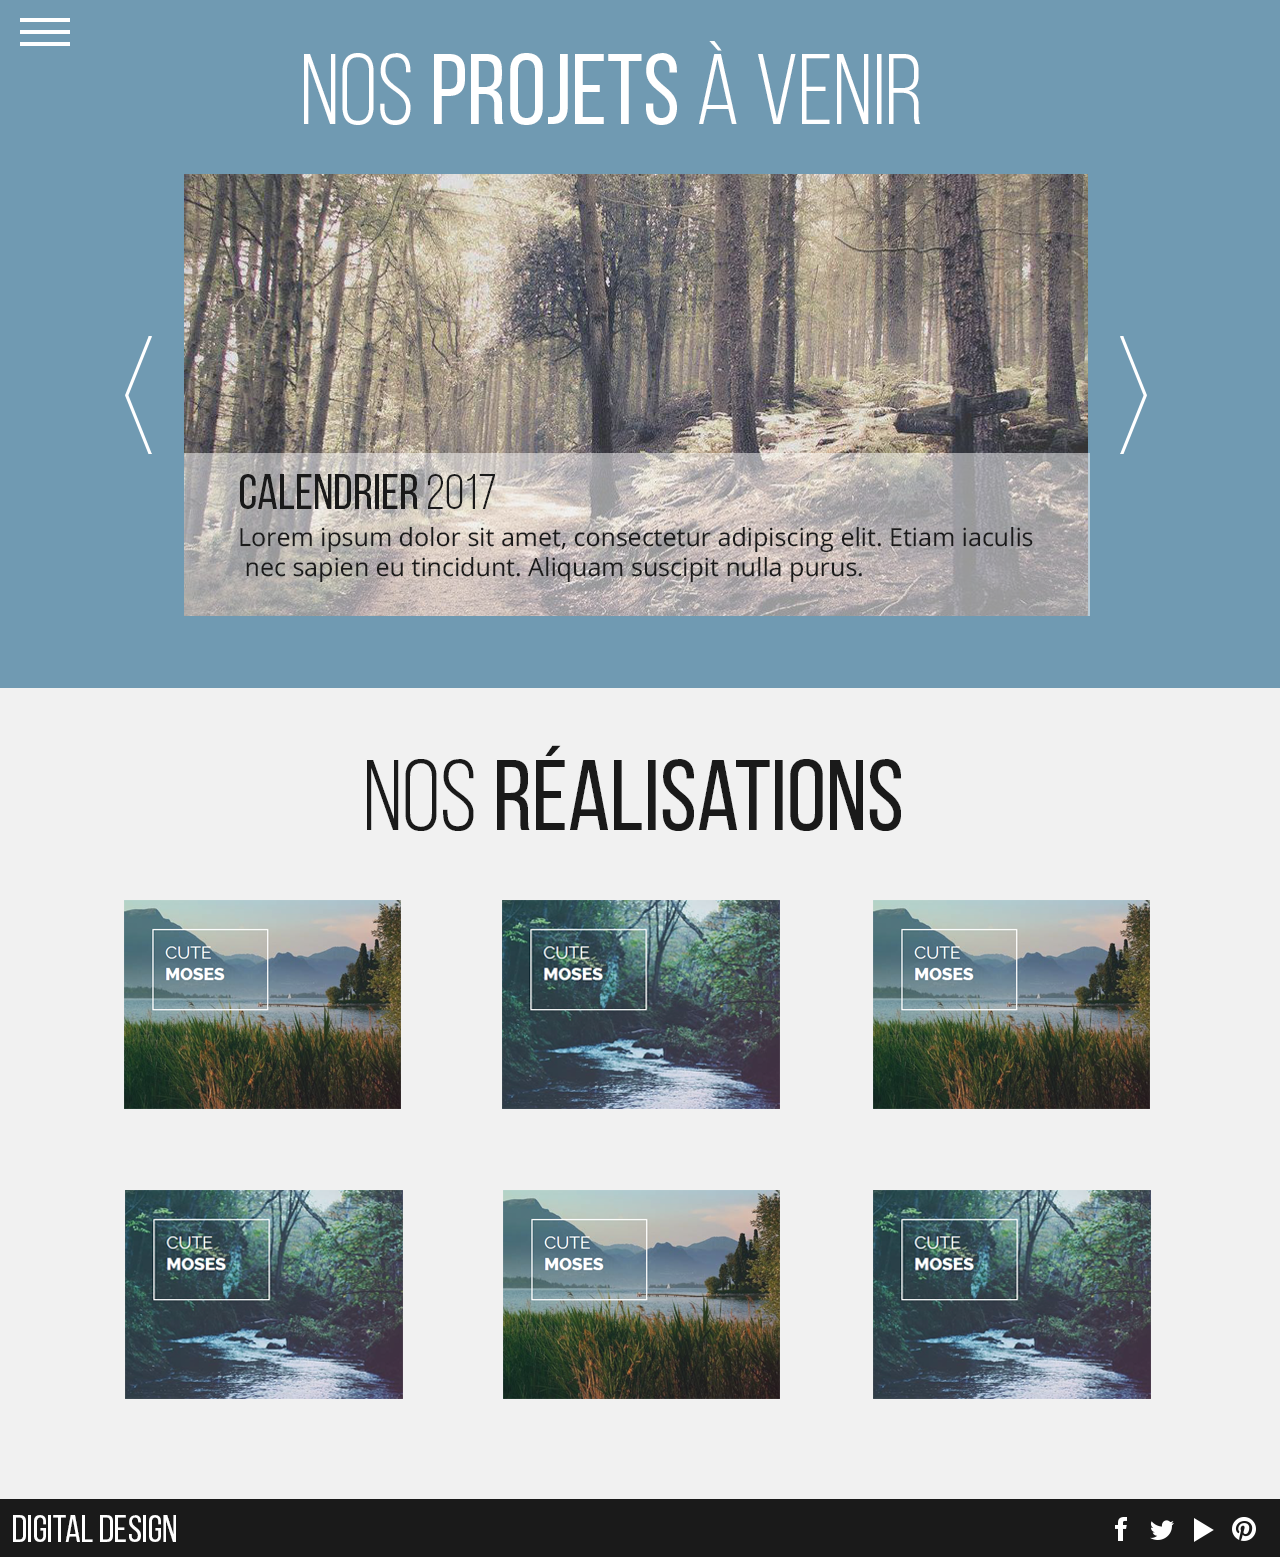 NOS PROJETS À VENIR
CALENDRIER 2017
Lorem ipsum dolor sit amet, consectetur adipiscing elit. Etiam iaculis
nec sapien eu tincidunt. Aliquam suscipit nulla purus.
NOS RÉALISATIONS
CUTE
MOSES
CUTE
MOSES
CUTE
MOSES
CUTE
MOSES
CUTE
MOSES
CUTE
MOSES
DIGITAL DESIGN